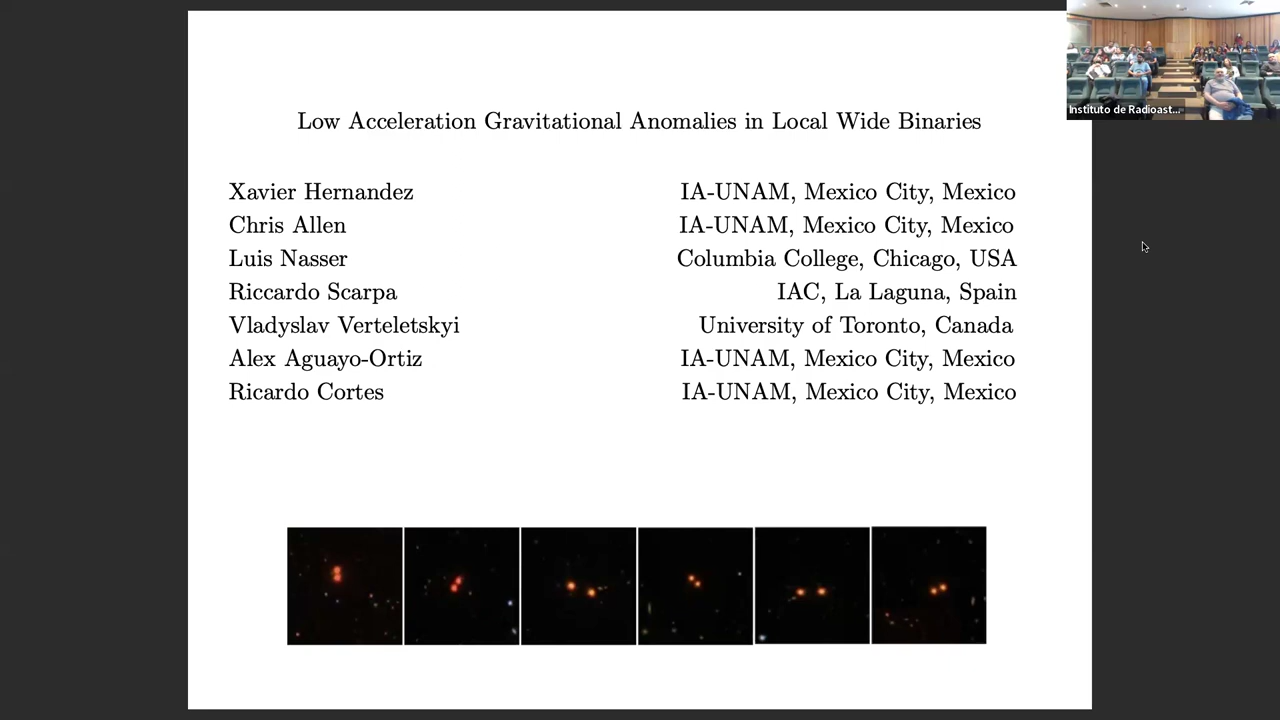 Instituto de Radioast...
Low Acceleration Gravitational Anomalies in Local Wide Binaries
Xavier Hernandez IA-UNAM, Mexico City, Mexico
Chris Allen IA-UNAM, Mexico City, Mexico
Luis Nasser Columbia College, Chicago, USA
Riccardo Scarpa IAC, La Laguna, Spain
Vladyslav Verteletskyi University of Toronto, Canada
Alex Aguayo-Ortiz IA-UNAM, Mexico City, Mexico
Ricardo Cortes IA-UNAM, Mexico City, Mexico